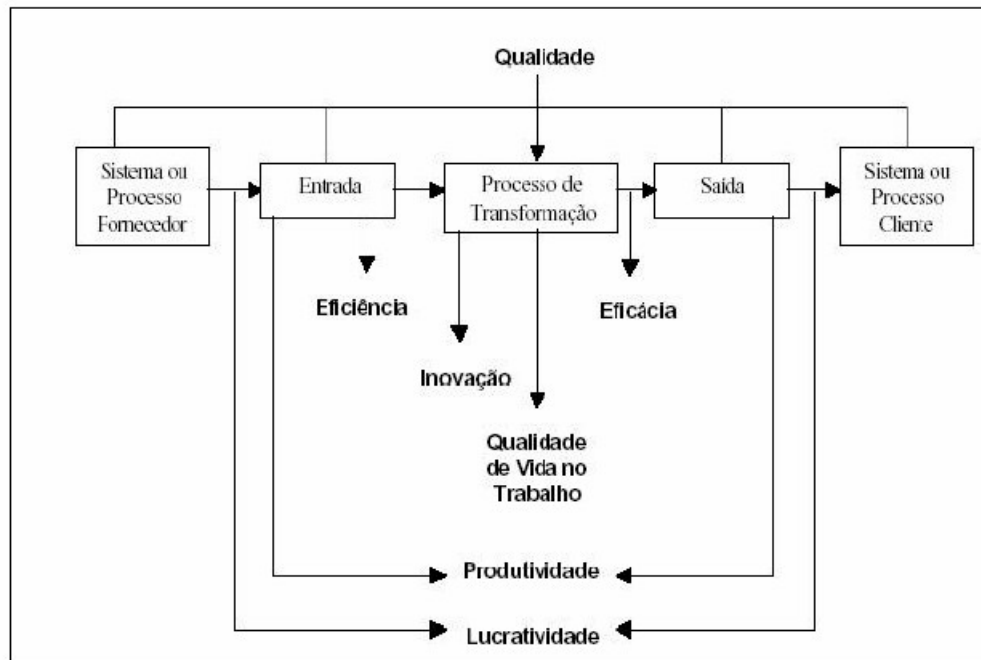 Qualidade
Sistema ou
Processo
Fornecedor
Entrada
Processo de
Transformação
Saída
Sistema ou
Processo
Cliente
Eficiência
Eficácia
Inovação
Qualidade
de Vida no
Trabalho
Produtividade
Lucratividade